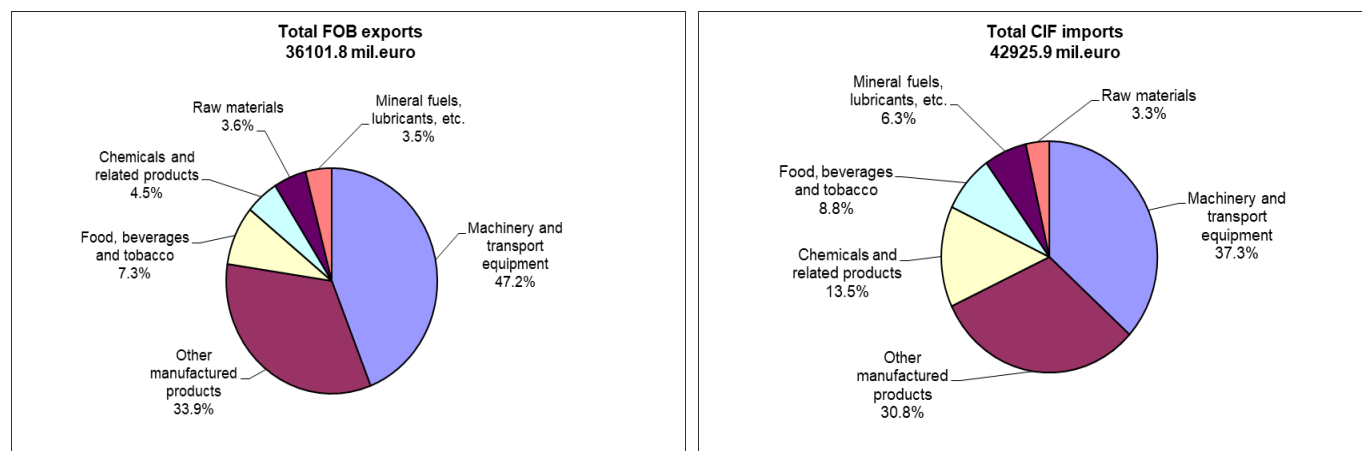 Total FOB exports
36101.8 mil.euro
Mineral fuels,
lubricants, etc.
3.5%
Raw materials
3.6%
Chemicals and
related products
4.5%
Food, beverages
and tobacco
7.3%
Machinery and
transport
equipment
47.2%
Other
manufactured
products
33.9%
Total CIF imports
42925.9 mil.euro
Mineral fuels,
lubricants, etc.
6.3%
Raw materials
3.3%
Food, beverages
and tobacco
8.8%
Machinery and
transport
equipment
37.3%
Chemicals and
related products
13.5%
Other
manufactured
products
30.8%